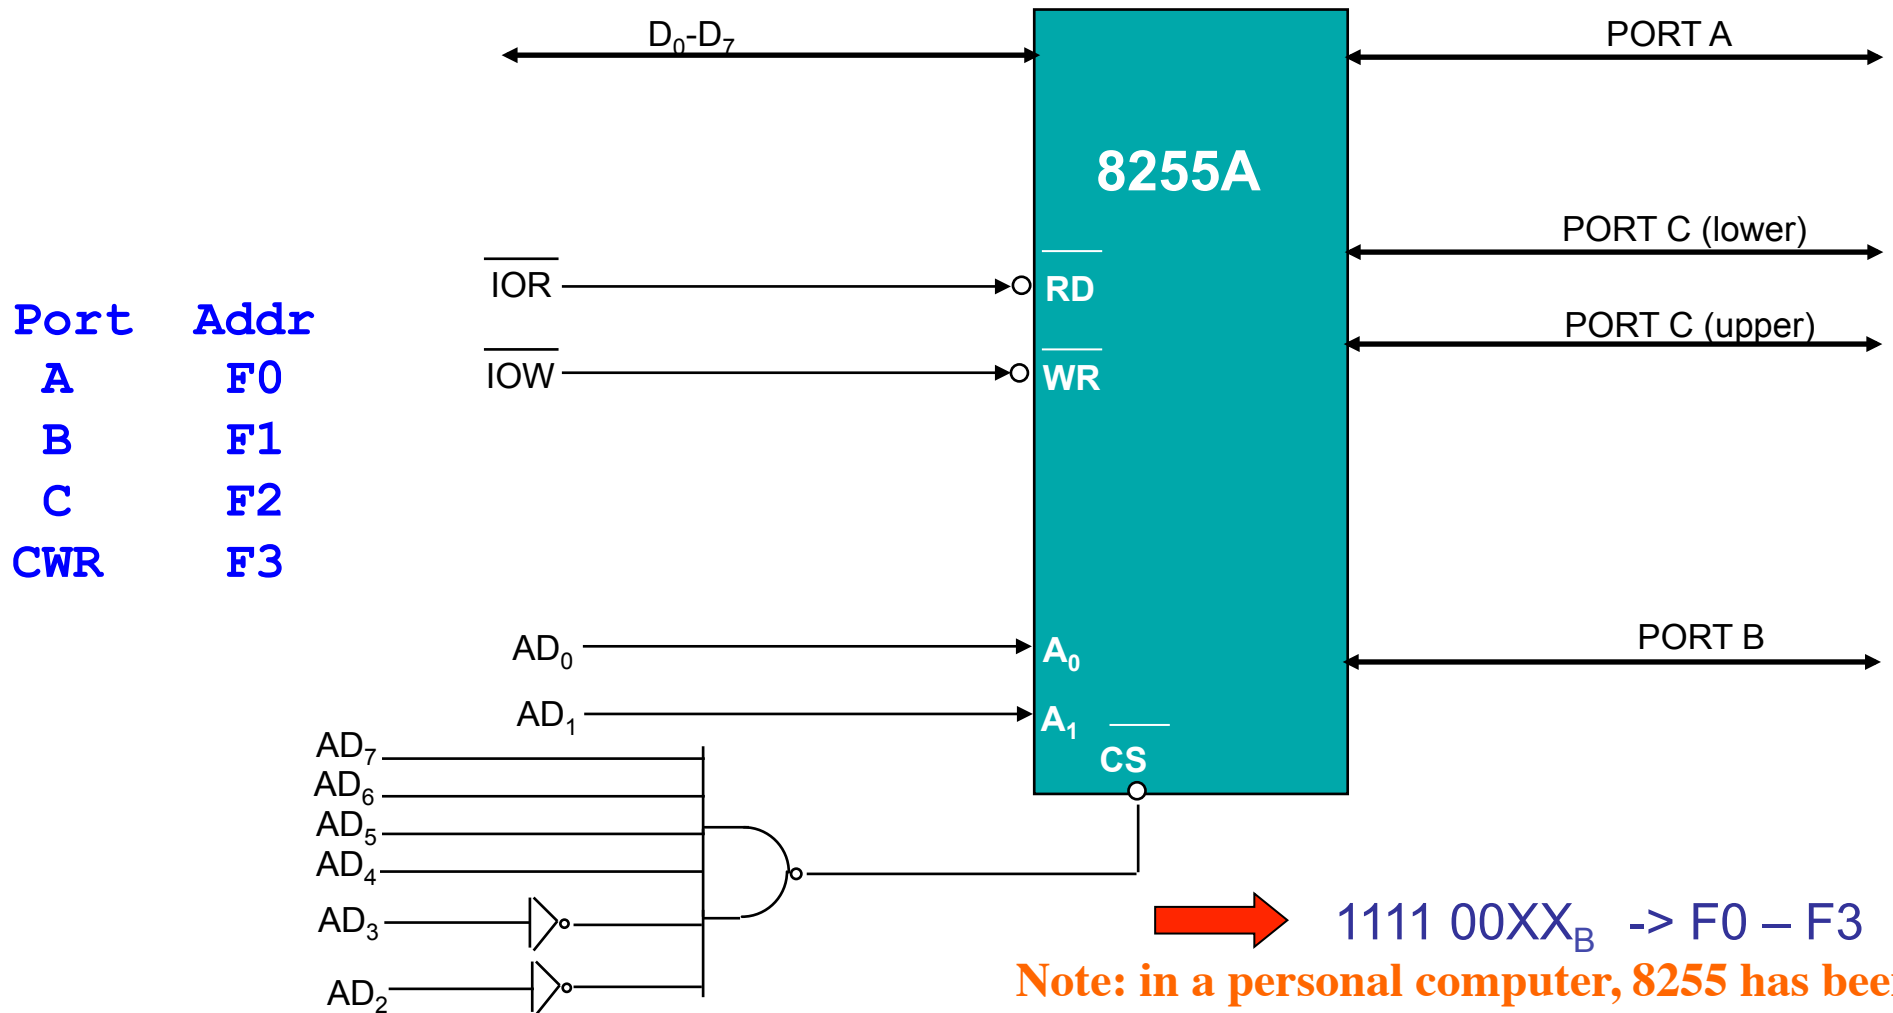 D₀-D₇
PORT A
8255A
PORT C (lower)
IOR
RD
Port Addr
PORT C (upper)
A F0
IOW
WR
B F1
C F2
CWR F3
AD₀
A₀
PORT B
AD₁
A₁
CS
AD₇
AD₆
AD₅
AD₄
AD₃
AD₂
1111 00XX_B -> F0 – F3
Note: in a personal computer, 8255 has